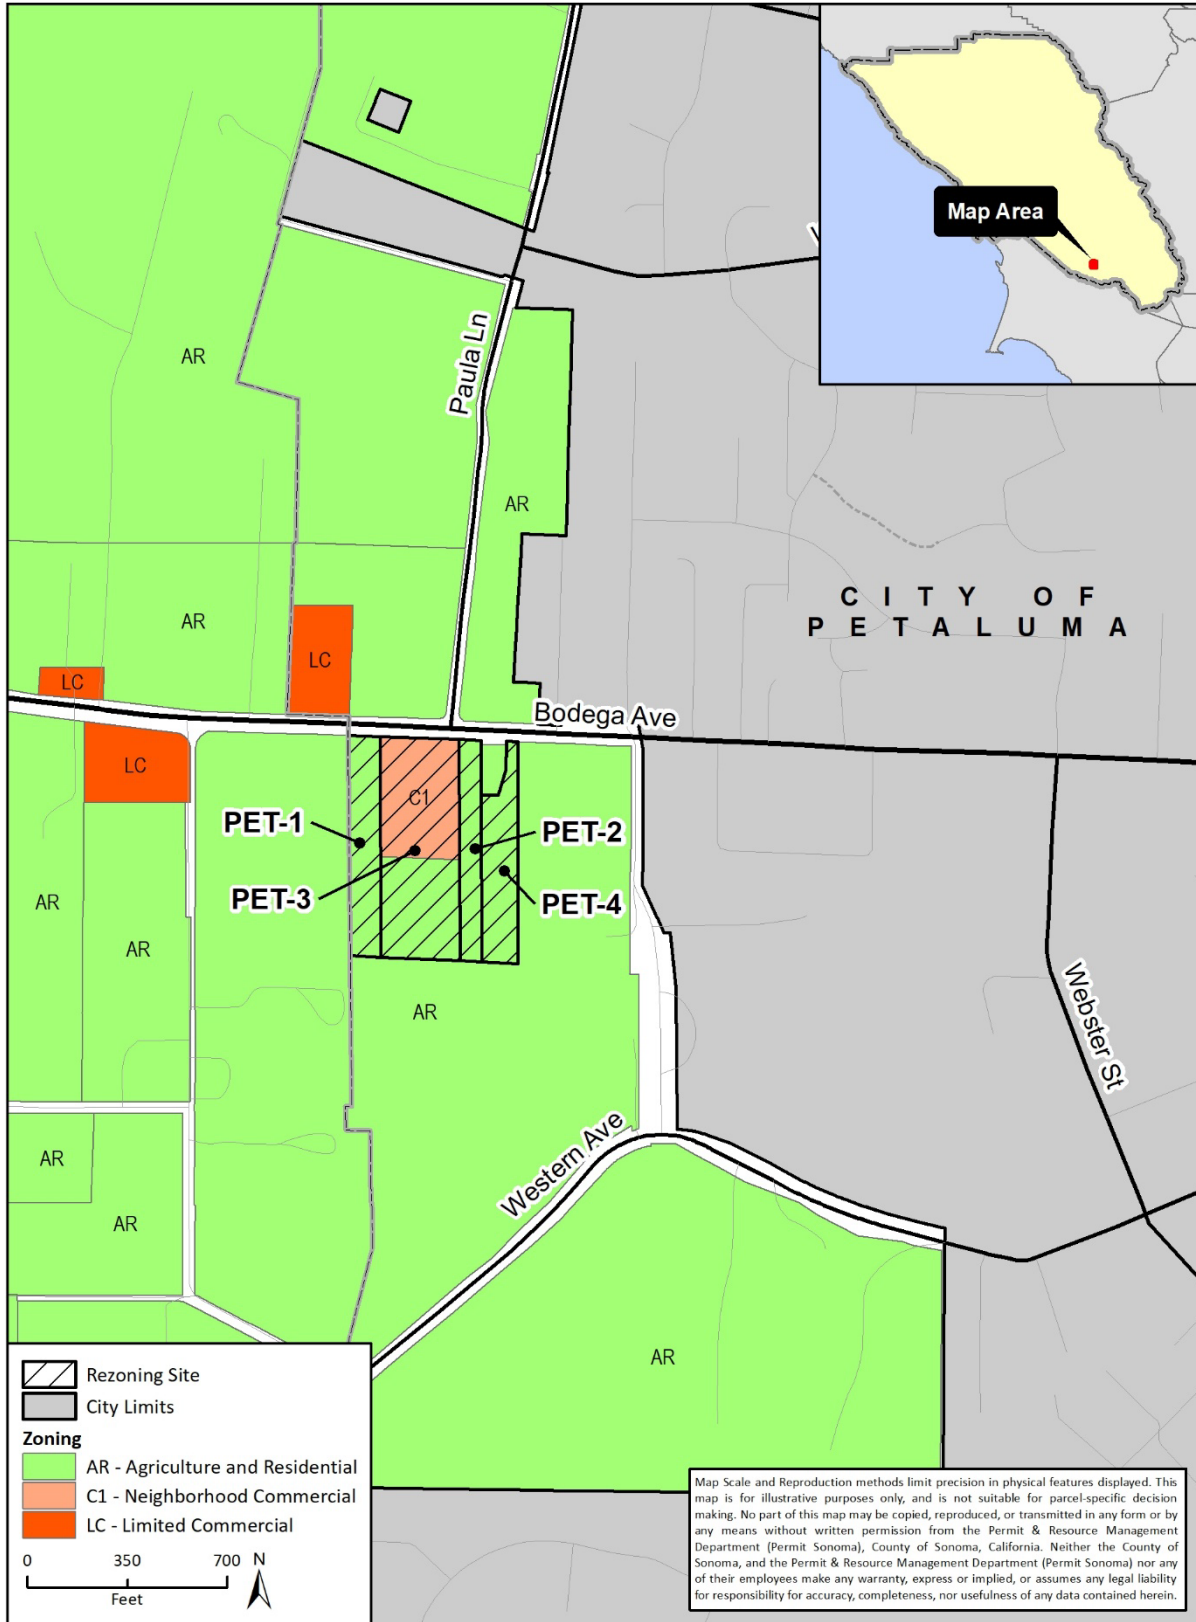 Map Area
Paula Ln
AR
AR
CITY OF
PETALUMA
AR
LC
LC
Bodega Ave
LC
C1
PET-1
PET-2
PET-3
PET-4
AR
AR
AR
Webster St
Western Ave
AR
AR
AR
Rezoning Site
City Limits
Zoning
AR - Agriculture and Residential
C1 - Neighborhood Commercial
LC - Limited Commercial
0 350 700 N
Feet
Map Scale and Reproduction methods limit precision in physical features displayed. This
map is for illustrative purposes only, and is not suitable for parcel-specific decision
making. No part of this map may be copied, reproduced, or transmitted in any form or by
any means without written permission from the Permit & Resource Management
Department (Permit Sonoma), County of Sonoma, California. Neither the County of
Sonoma, and the Permit & Resource Management Department (Permit Sonoma) nor any
of their employees make any warranty, express or implied, or assumes any legal liability
for responsibility for accuracy, completeness, nor usefulness of any data contained herein.